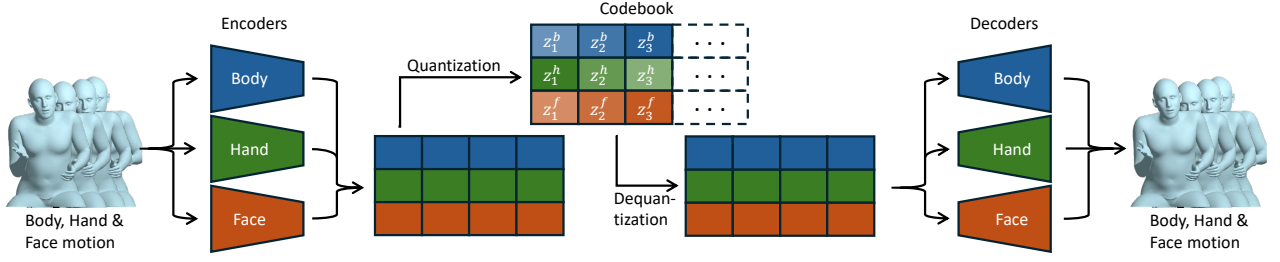 Encoders
Codebook
Decoders
Body
Hand
Face
Quantization
z_1^b z_2^b z_3^b ...
z_1^h z_2^h z_3^h ...
z_1^f z_2^f z_3^f ...
Dequan-
tization
Body
Hand
Face
Body, Hand &
Face motion
Body, Hand &
Face motion